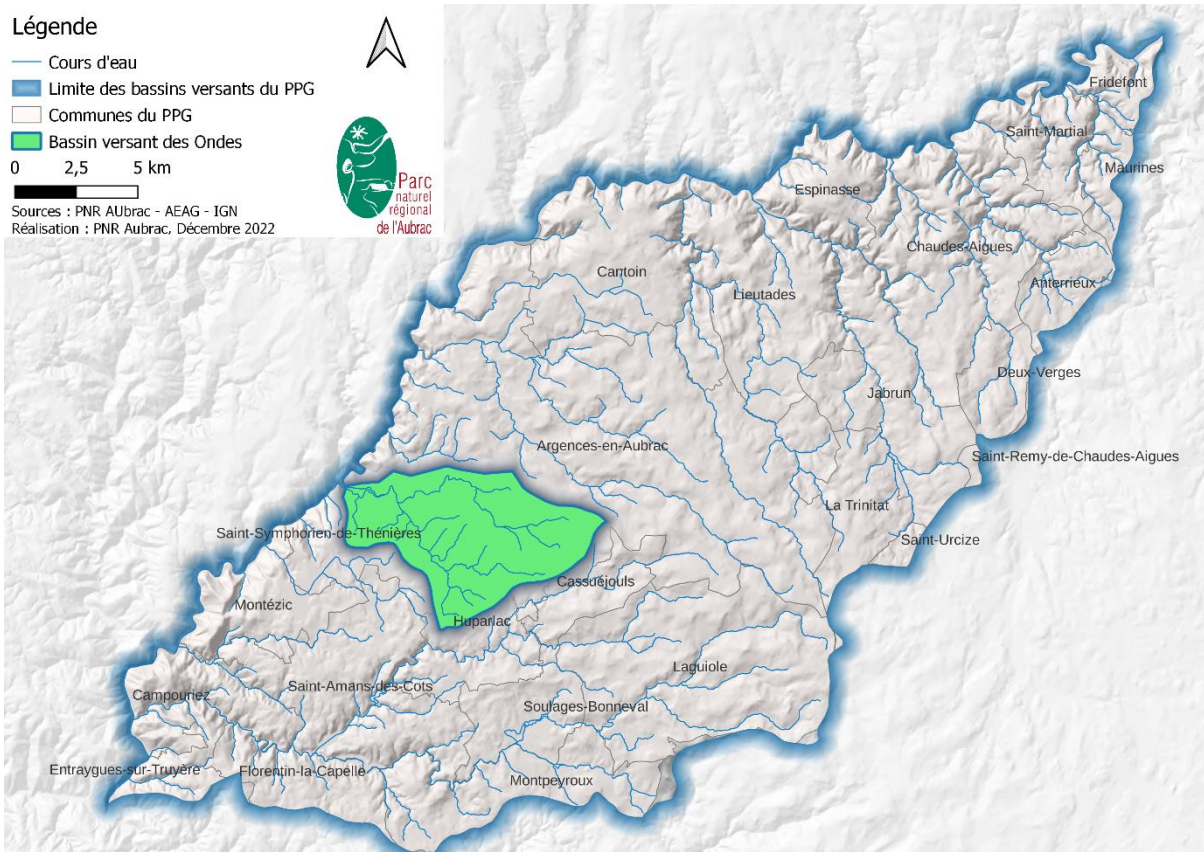 Légende
Cours d'eau
Limite des bassins versants du PPG
Communes du PPG
Bassin versant des Ondes
0 2,5 5 km
Sources : PNR AUbrac - AEAG - IGN
Réalisation : PNR Aubrac, Décembre 2022
Parc
naturel
régional
de l'Aubrac
Fridefont
Saint-Martial
Maurines
Espinasse
Chaudes-Aigues
Cantoin
Anterrieux
Lieutades
Deux-Verges
Jabrun
Argences-en-Aubrac
Saint-Remy-de-Chaudes-Aigues
La Trinitat
Saint-Symphorien-de-Thénières
Saint-Urcize
Cassuéjouls
Montézic
Huparlac
Laguiole
Saint-Amans-des-Cots
Campouriez
Soulages-Bonneval
Entraygues-sur-Truyère
Florentin-la-Capelle
Montpeyroux